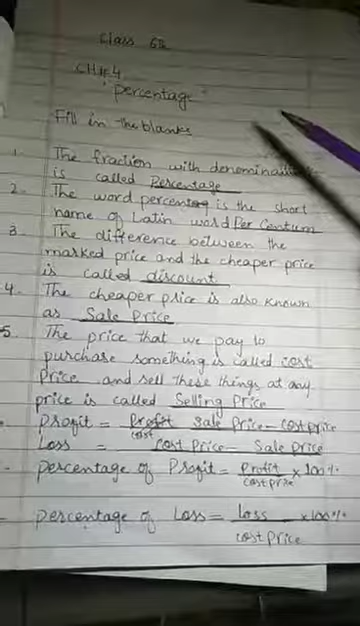 Class 6th
CH#4
"Percentage"
Fill in the blanks
1. The fraction with denominator
is called Percentage
2. The word percentag is the short
name of Latin word Per Centum
3. The difference between the
marked price and the cheaper price
is called discount
4. The cheaper price is also known
as Sale Price
5. The price that we pay to
purchase something is called cost
Price and sell these things at any
price is called Selling Price
Profit = Profit Sale Price - cost price
cost
Loss = cost Price - Sale price
percentage of Profit = Profit × 100%
cost price
percentage of Loss = Loss × 100%
cost Price